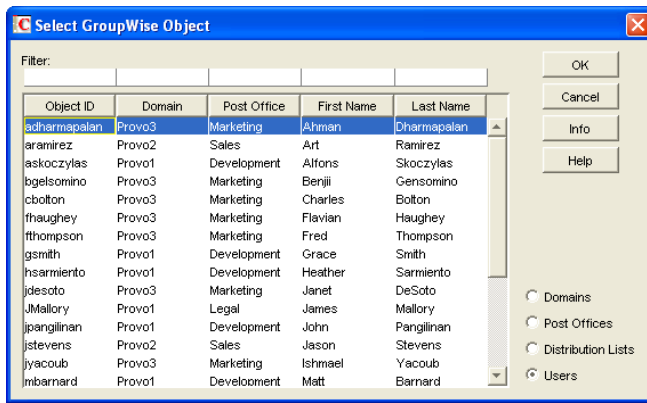 Select GroupWise Object
Filter:
OK
Cancel
Info
Help
Object ID Domain Post Office First Name Last Name
adharmapalan Provo3 Marketing Ahman Dharmapalan
aramirez Provo2 Sales Art Ramirez
askoczylas Provo1 Development Alfons Skoczylas
bgelsomino Provo3 Marketing Benjii Gensomino
cbolton Provo3 Marketing Charles Bolton
fhaughey Provo3 Marketing Flavian Haughey
fthompson Provo3 Marketing Fred Thompson
gsmith Provo1 Development Grace Smith
hsarmiento Provo1 Development Heather Sarmiento
jdesoto Provo3 Marketing Janet DeSoto
JMallory Provo1 Legal James Mallory
jpangilinan Provo1 Development John Pangilinan
jstevens Provo2 Sales Jason Stevens
jyacoub Provo3 Marketing Ishmael Yacoub
mbarnard Provo1 Development Matt Barnard
Domains
Post Offices
Distribution Lists
Users